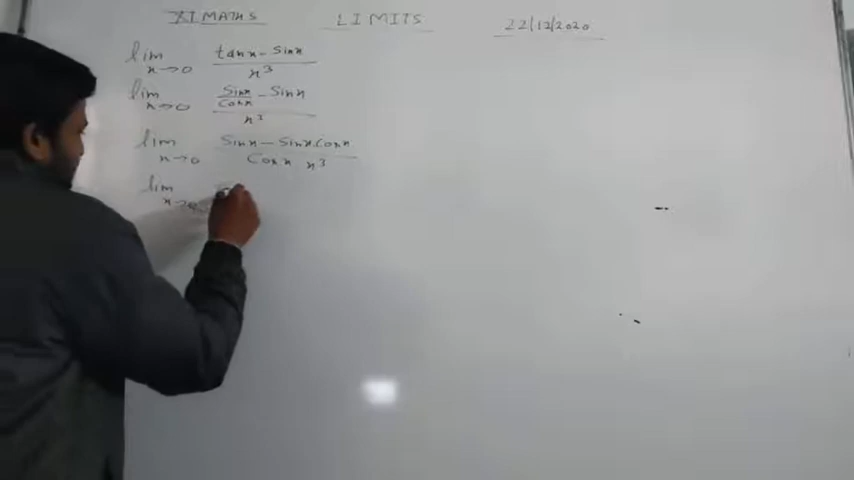 XI MATHS LIMITS 22/12/2020
lim x→0 (tanx - Sinx)/x³
lim x→0 (Sinx/Cosx - Sinx)/x³
lim x→0 (Sinx - Sinx.Cosx)/(Cosx x³)
lim x→0